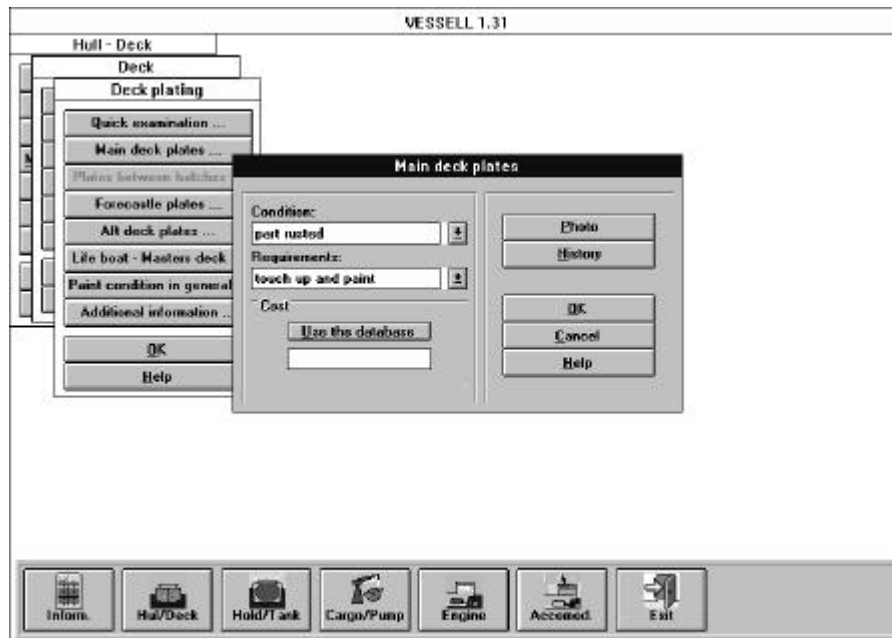 VESSELL 1.31
Hull - Deck
Deck
Deck plating
Quick examination ...
Main deck plates ...
Plates between hatches
Forecastle plates ...
Aft deck plates ...
Life boat - Masters deck
Paint condition in general
Additional information ..
OK
Help
Main deck plates
Condition:
part rusted
Requirements:
touch up and paint
Cost
Use the database
Photo
History
OK
Cancel
Help
Inform.
Hul/Deck
Hold/Tank
Cargo/Pump
Engine
Accomod.
Exit